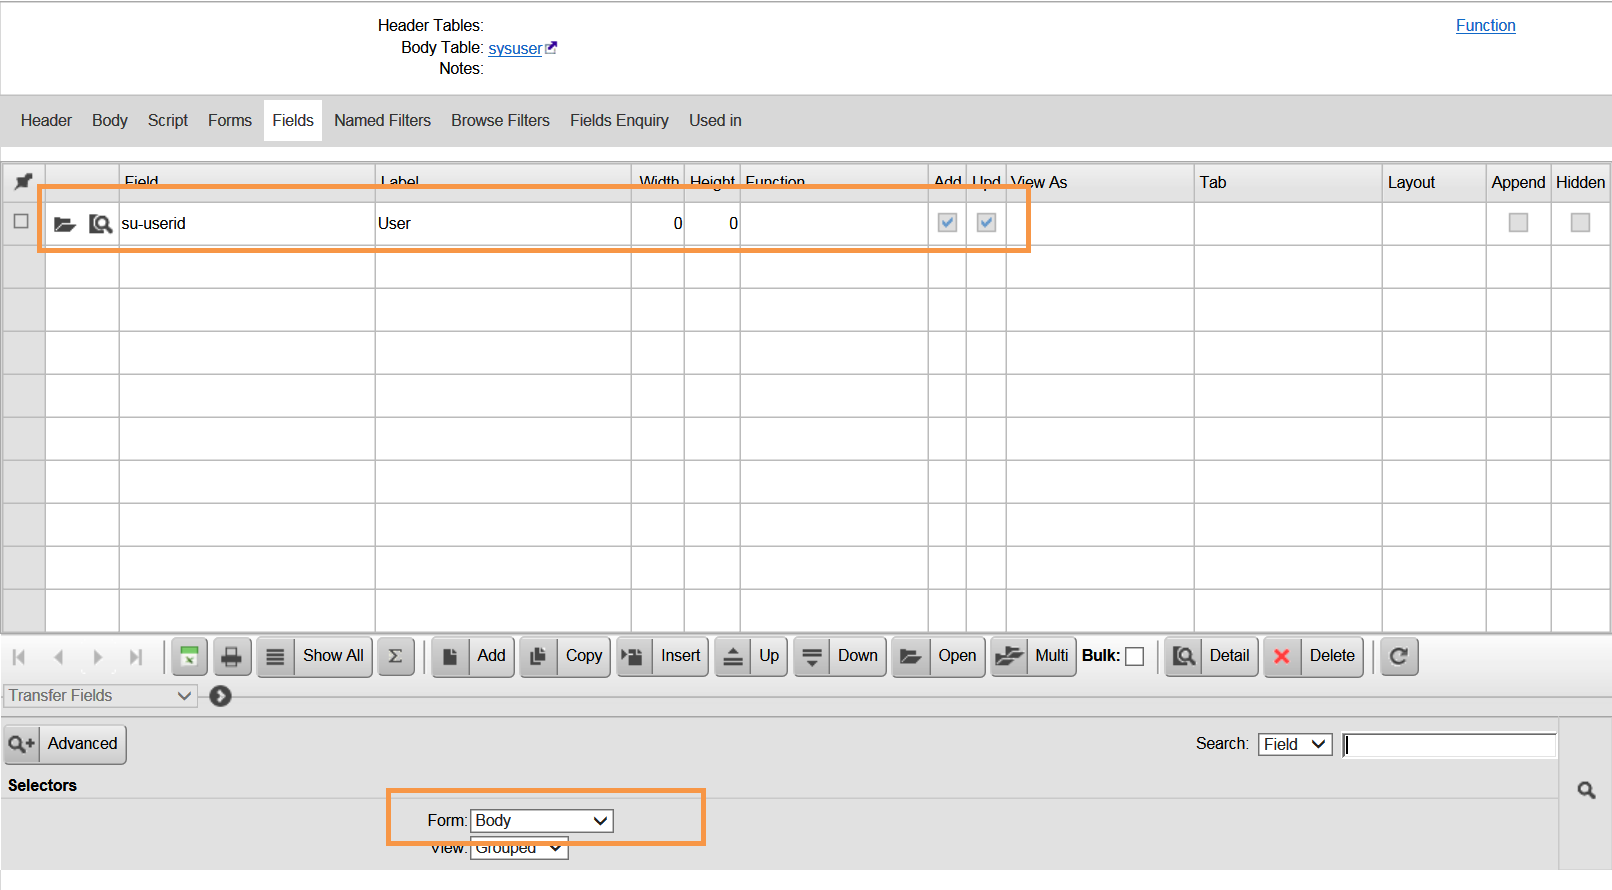 Header Tables:
Function
Body Table: sysuser
Notes:
Header Body Script Forms Fields Named Filters Browse Filters Fields Enquiry Used in
Field Label Width Height Function Add Upd View As Tab Layout Append Hidden
su-userid User 0 0
Show All Σ Add Copy Insert Up Down Open Multi Bulk: Detail Delete
Transfer Fields
Advanced
Search: Field
Selectors
Form: Body
View: Grouped